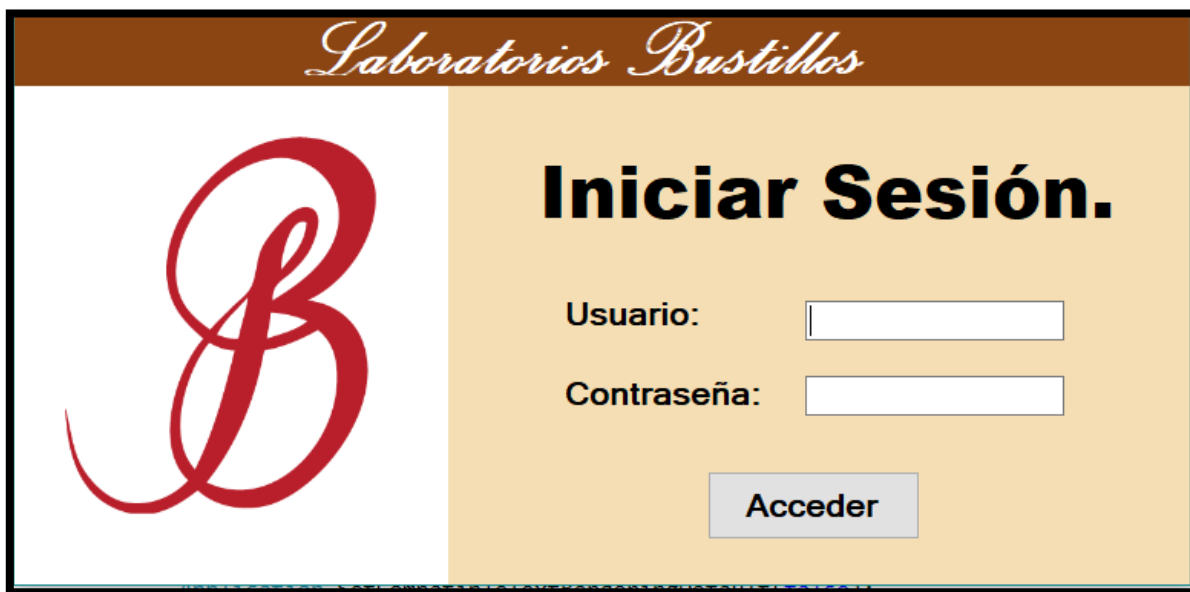 Laboratorios Bustillos
B
Iniciar Sesión.
Usuario:
Contraseña:
Acceder